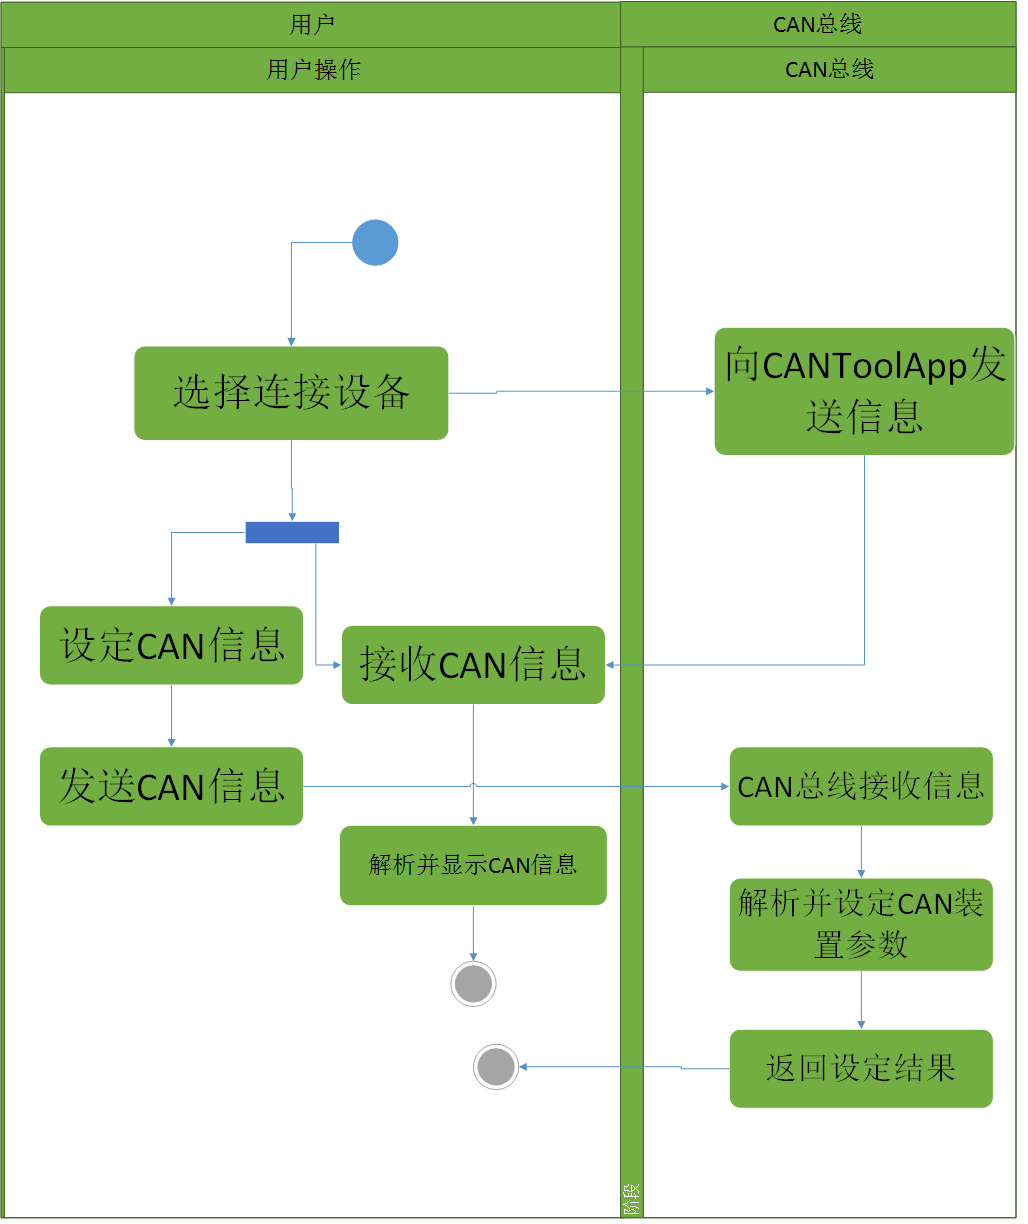 用户
CAN总线
用户操作
CAN总线
选择连接设备
向CANToolApp发
送信息
设定CAN信息
接收CAN信息
发送CAN信息
CAN总线接收信息
解析并显示CAN信息
解析并设定CAN装
置参数
返回设定结果
阶段